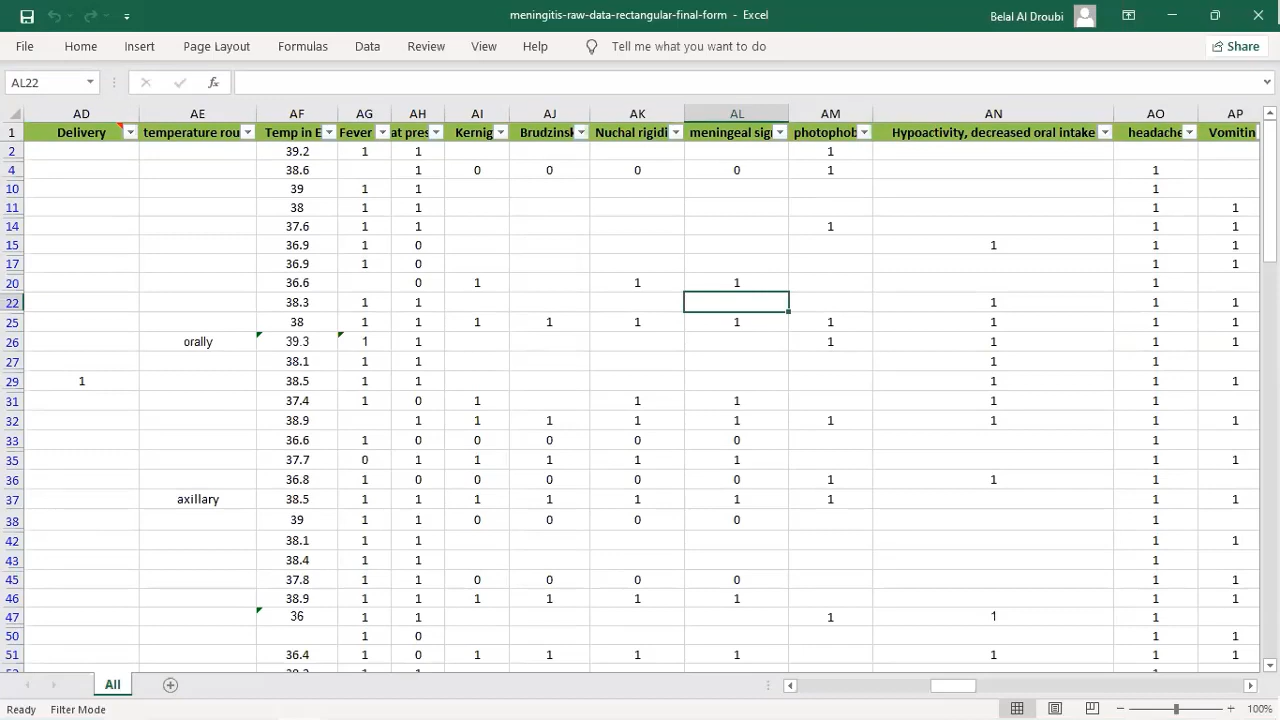 meningitis-raw-data-rectangular-final-form - Excel
Belal Al Droubi
File Home Insert Page Layout Formulas Data Review View Help Tell me what you want to do Share
AL22 fx
AD AE AF AG AH AI AJ AK AL AM AN AO AP
1 Delivery temperature rou Temp in E Fever at pres Kernig Brudzinsk Nuchal rigidi meningeal sig photophob Hypoactivity, decreased oral intake headache Vomitin
2 39.2 1 1 1
4 38.6 1 0 0 0 0 1 1
10 39 1 1 1
11 38 1 1 1 1
14 37.6 1 1 1 1 1
15 36.9 1 0 1 1 1
17 36.9 1 0 1 1
20 36.6 0 1 1 1 1
22 38.3 1 1 1 1 1
25 38 1 1 1 1 1 1 1 1 1 1
26 orally 39.3 1 1 1 1 1 1
27 38.1 1 1 1 1
29 1 38.5 1 1 1 1 1
31 37.4 1 0 1 1 1 1 1
32 38.9 1 1 1 1 1 1 1 1 1
33 36.6 1 0 0 0 0 0 1
35 37.7 0 1 1 1 1 1 1 1
36 36.8 1 0 0 0 0 0 1 1 1
37 axillary 38.5 1 1 1 1 1 1 1 1 1
38 39 1 1 0 0 0 0 1
42 38.1 1 1 1 1
43 38.4 1 1 1
45 37.8 1 1 0 0 0 0 1 1
46 38.9 1 1 1 1 1 1 1 1
47 36 1 1 1 1 1
50 1 0 1 1
51 36.4 1 0 1 1 1 1 1 1 1
All
Ready Filter Mode 100%